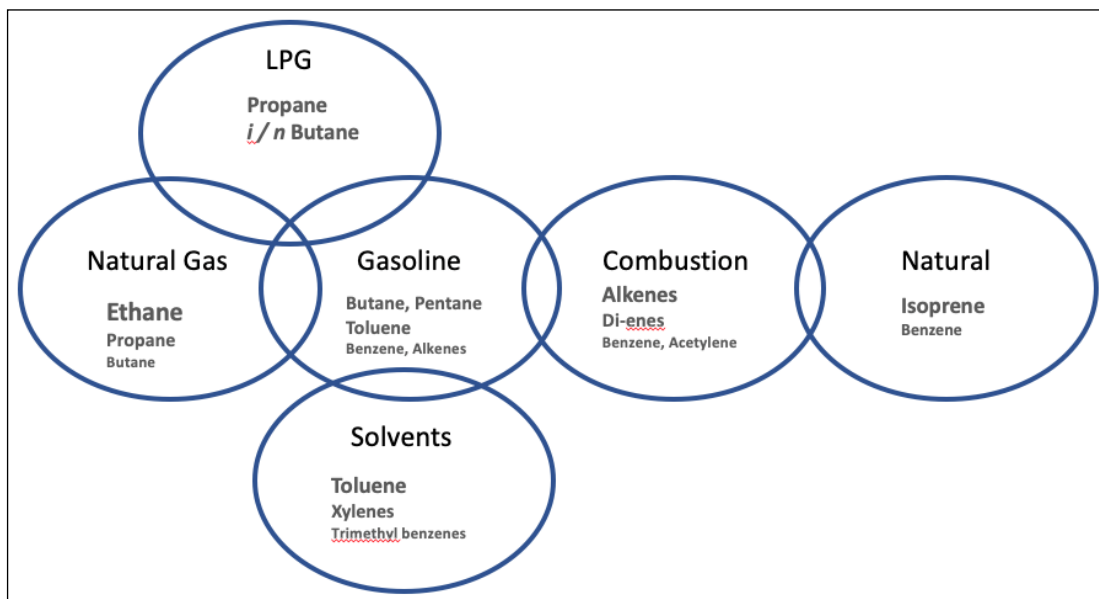 LPG
Propane
i / n Butane
Natural Gas
Ethane
Propane
Butane
Gasoline
Butane, Pentane
Toluene
Benzene, Alkenes
Combustion
Alkenes
Di-enes
Benzene, Acetylene
Natural
Isoprene
Benzene
Solvents
Toluene
Xylenes
Trimethyl benzenes